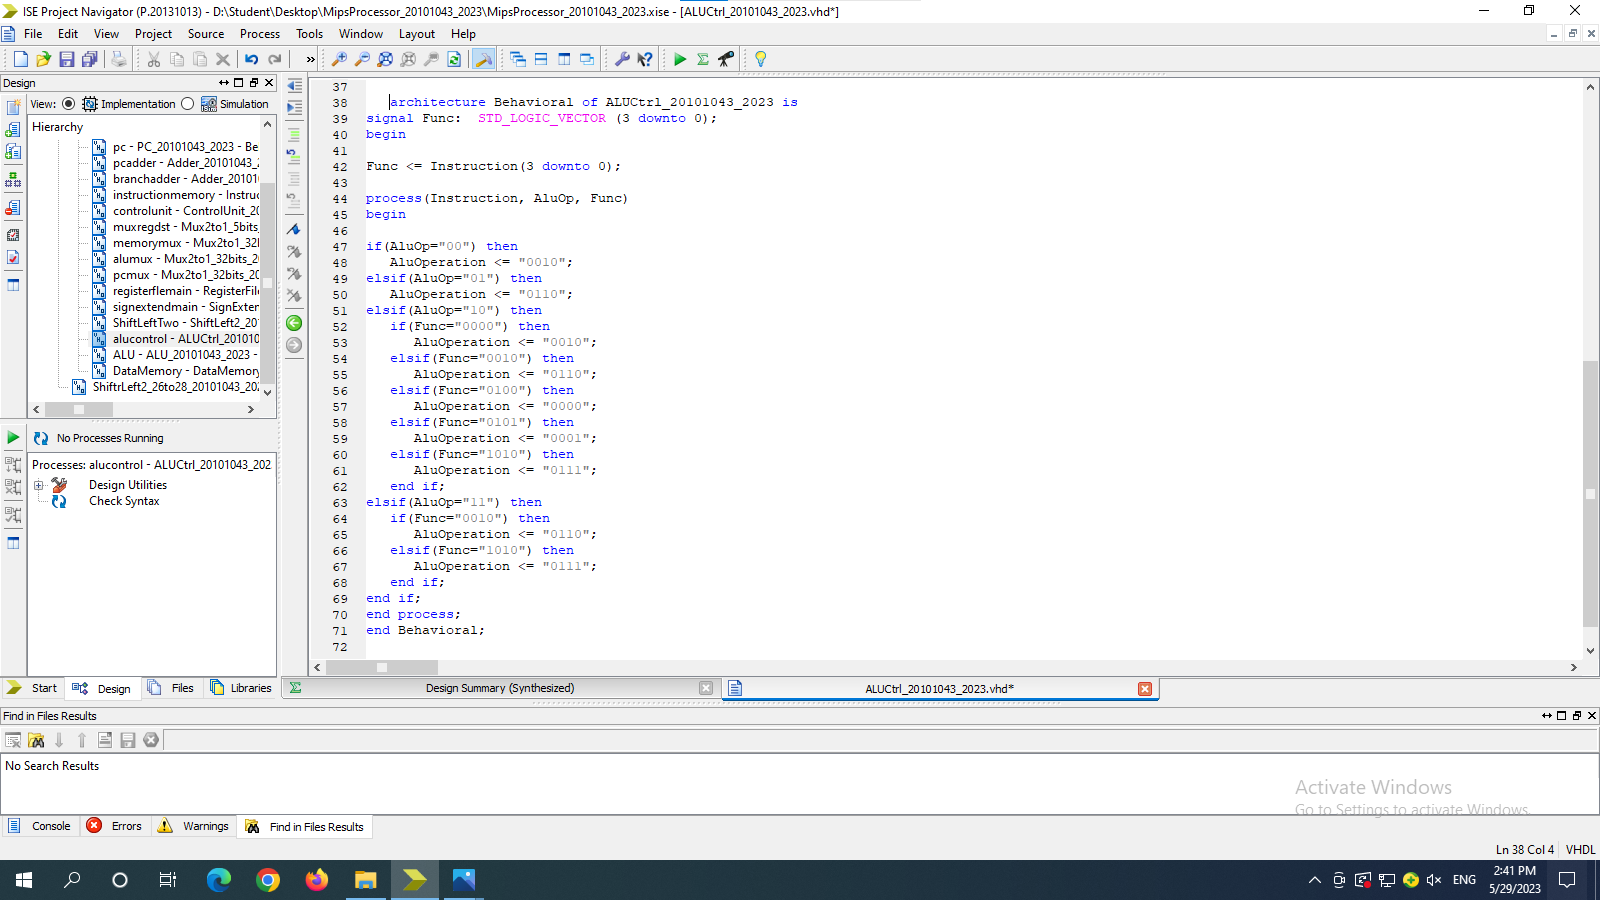 ISE Project Navigator (P.20131013) - D:\Student\Desktop\MipsProcessor_20101043_2023\MipsProcessor_20101043_2023.xise - [ALUCtrl_20101043_2023.vhd*]
File Edit View Project Source Process Tools Window Layout Help
»
Design
View: Implementation Simulation
Hierarchy
pc - PC_20101043_2023 - Be
pcadder - Adder_20101043_
branchadder - Adder_20101
instructionmemory - Instruc
controlunit - ControlUnit_20
muxregdst - Mux2to1_5bits_
memorymux - Mux2to1_32l
alumux - Mux2to1_32bits_2
pcmux - Mux2to1_32bits_20
registerflemain - RegisterFil
signextendmain - SignExter
ShiftLeftTwo - ShiftLeft2_20
alucontrol - ALUCtrl_201010
ALU - ALU_20101043_2023 -
DataMemory - DataMemory
ShiftrLeft2_26to28_20101043_20
No Processes Running
Processes: alucontrol - ALUCtrl_20101043_202
Design Utilities
Check Syntax
Start Design Files Libraries
37
38 architecture Behavioral of ALUCtrl_20101043_2023 is
39 signal Func: STD_LOGIC_VECTOR (3 downto 0);
40 begin
41
42 Func <= Instruction(3 downto 0);
43
44 process(Instruction, AluOp, Func)
45 begin
46
47 if(AluOp="00") then
48 AluOperation <= "0010";
49 elsif(AluOp="01") then
50 AluOperation <= "0110";
51 elsif(AluOp="10") then
52 if(Func="0000") then
53 AluOperation <= "0010";
54 elsif(Func="0010") then
55 AluOperation <= "0110";
56 elsif(Func="0100") then
57 AluOperation <= "0000";
58 elsif(Func="0101") then
59 AluOperation <= "0001";
60 elsif(Func="1010") then
61 AluOperation <= "0111";
62 end if;
63 elsif(AluOp="11") then
64 if(Func="0010") then
65 AluOperation <= "0110";
66 elsif(Func="1010") then
67 AluOperation <= "0111";
68 end if;
69 end if;
70 end process;
71 end Behavioral;
72
Design Summary (Synthesized) ALUCtrl_20101043_2023.vhd*
Find in Files Results
No Search Results
Activate Windows
Go to Settings to activate Windows.
Console Errors Warnings Find in Files Results
Ln 38 Col 4 VHDL
ENG
2:41 PM
5/29/2023